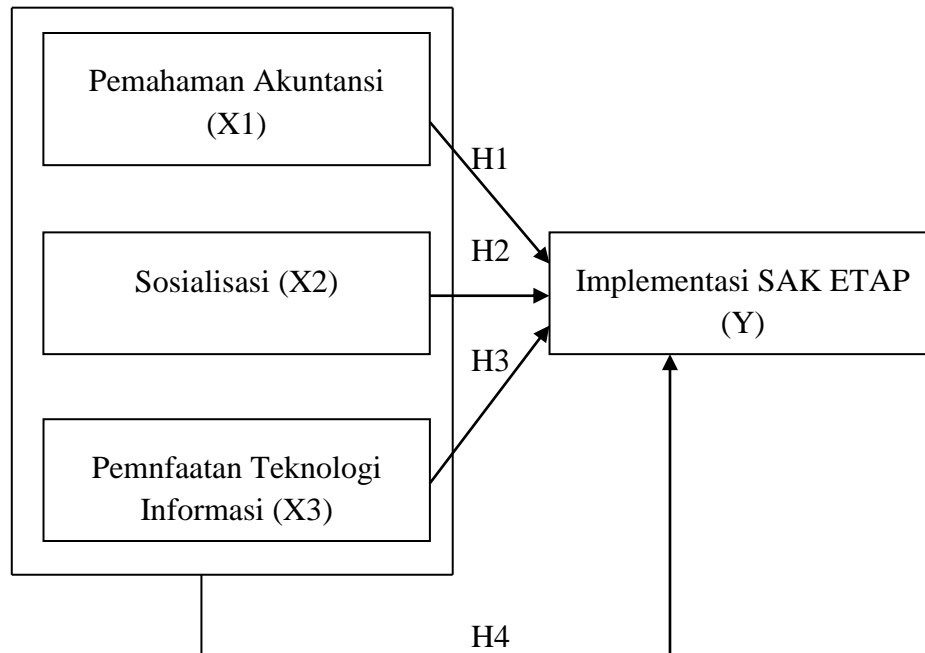 Pemahaman Akuntansi
(X1)
H1
Sosialisasi (X2)
H2
Implementasi SAK ETAP
(Y)
H3
Pemnfaatan Teknologi
Informasi (X3)
H4